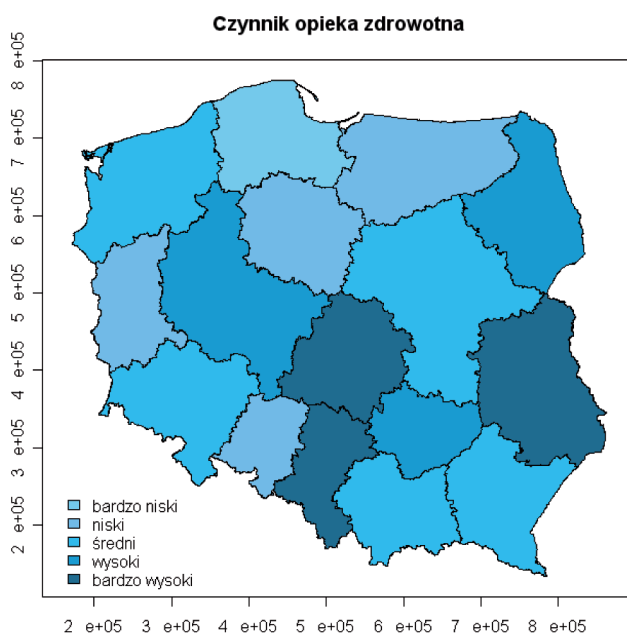 Czynnik opieka zdrowotna
8 e+05
7 e+05
6 e+05
5 e+05
4 e+05
3 e+05
2 e+05
bardzo niski
niski
średni
wysoki
bardzo wysoki
2 e+05 3 e+05 4 e+05 5 e+05 6 e+05 7 e+05 8 e+05